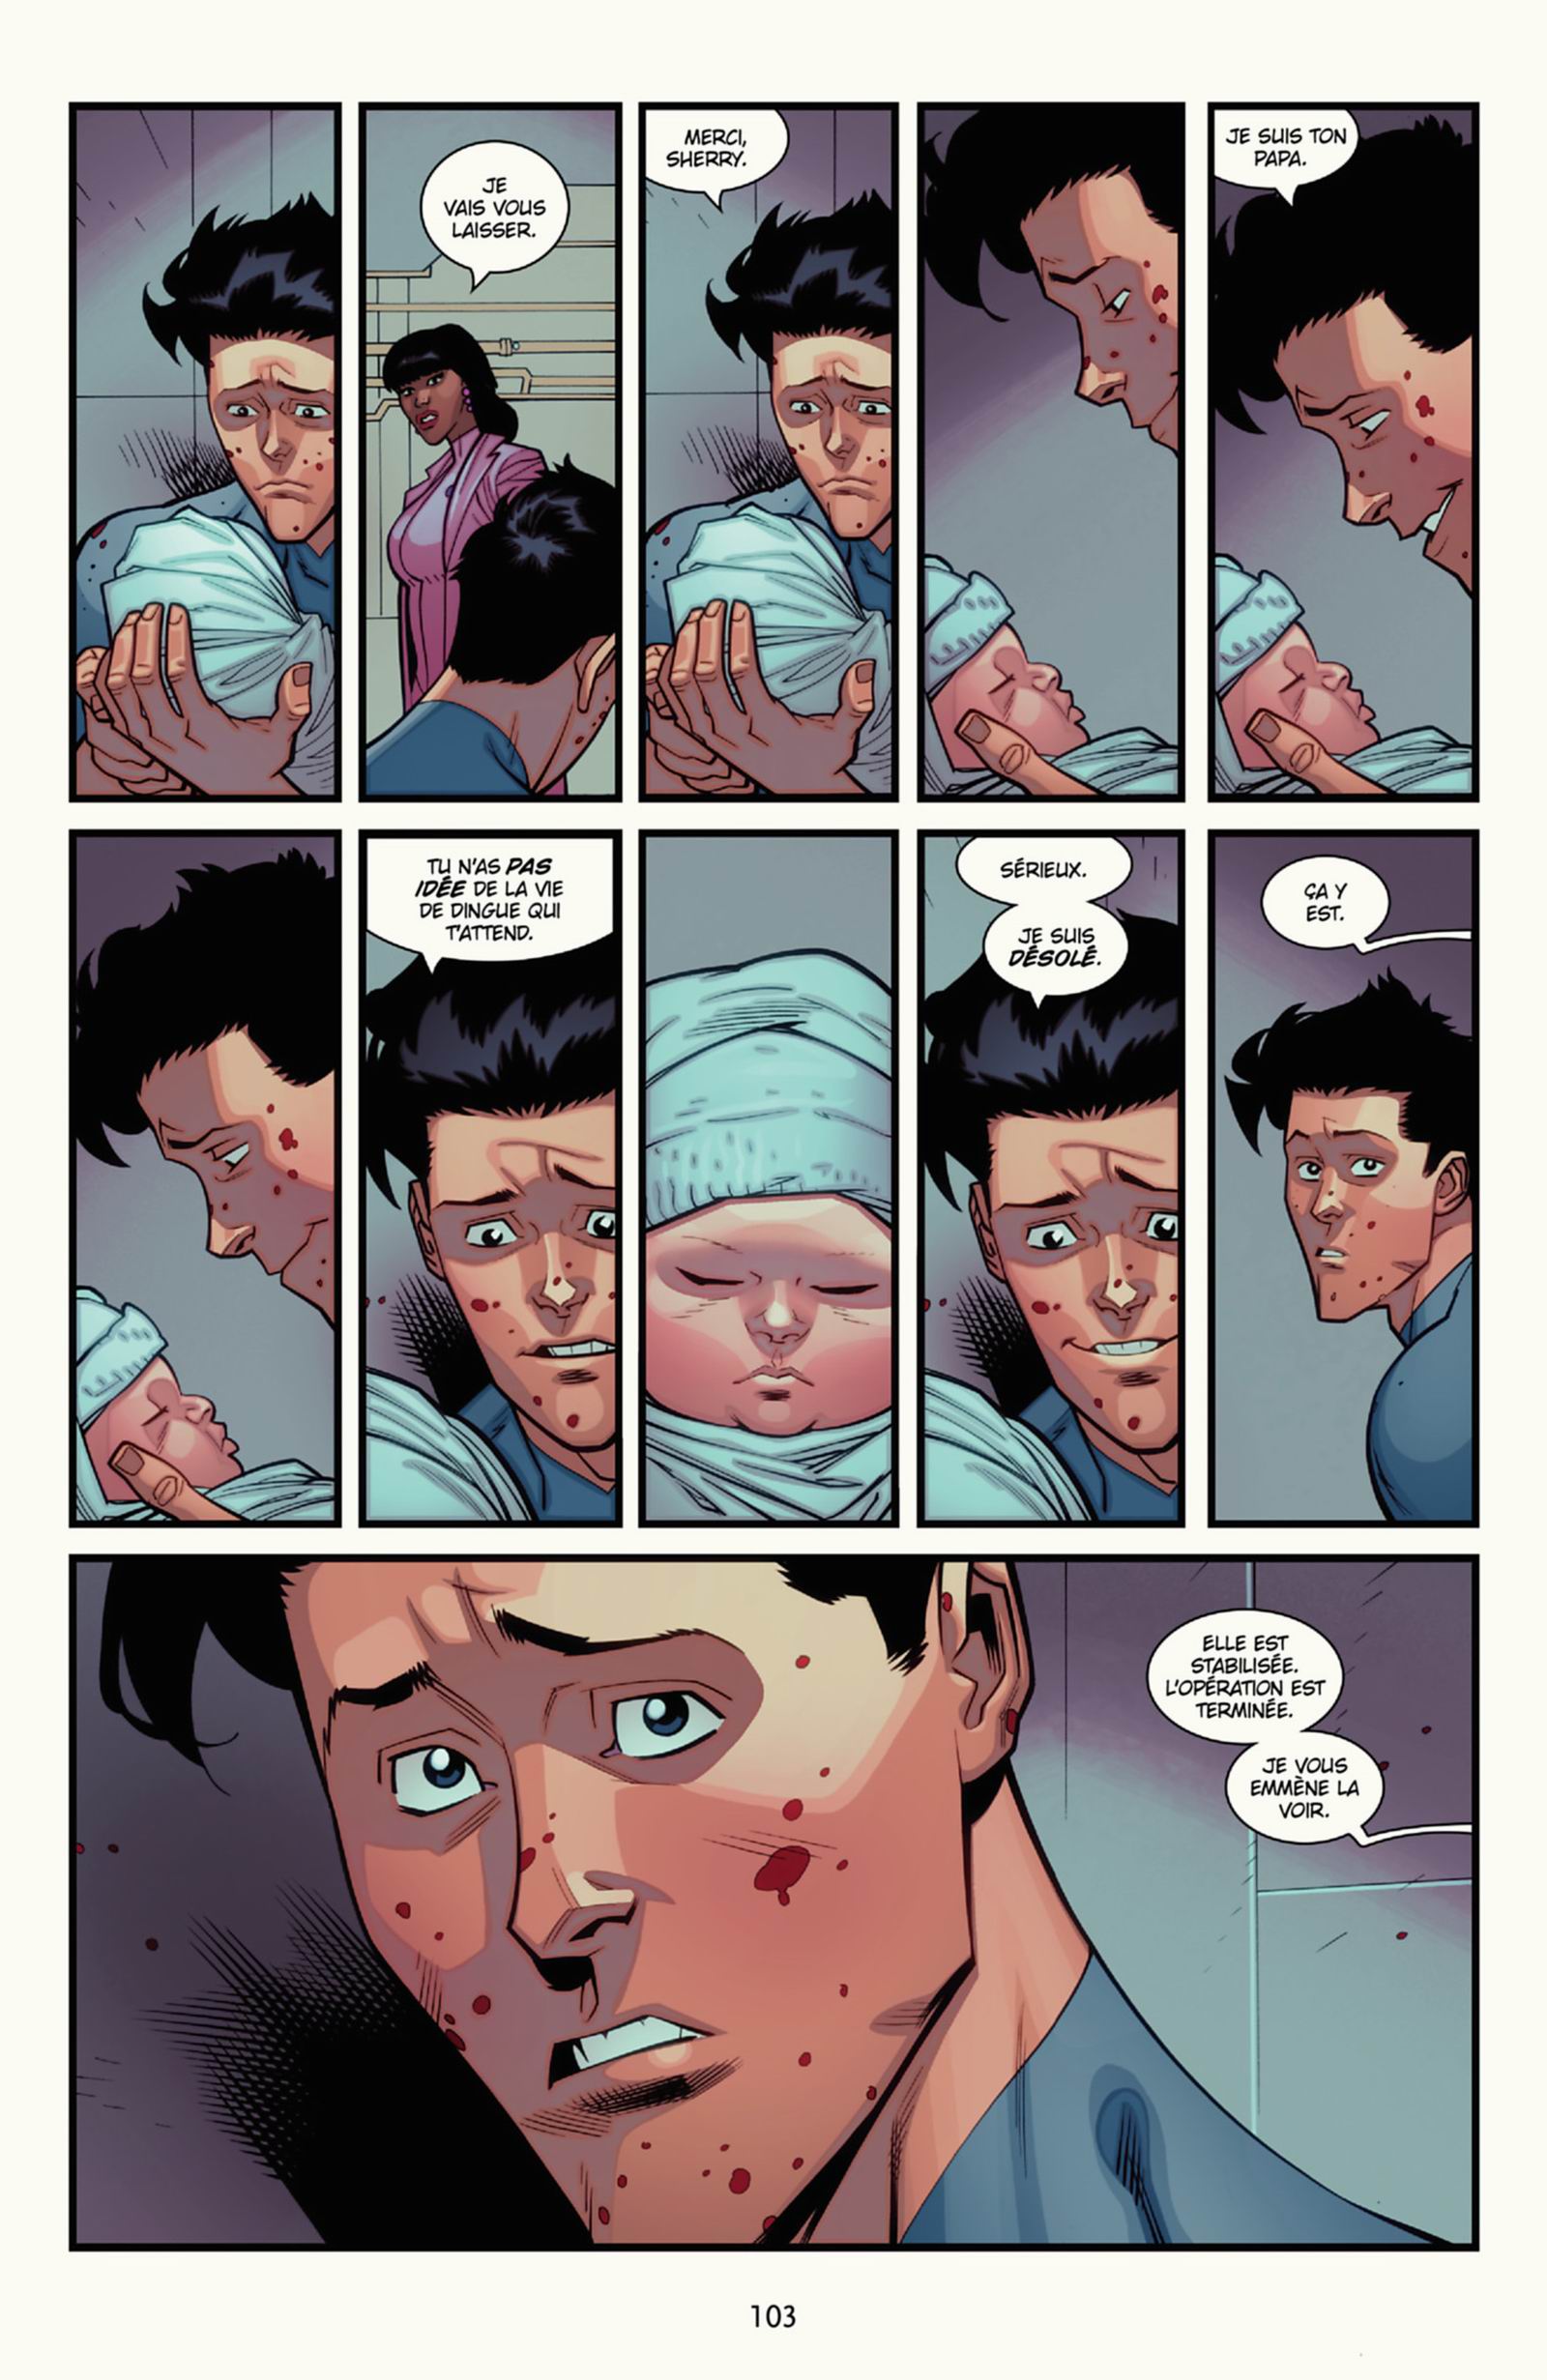 JE
VAIS VOUS
LAISSER.
MERCI,
SHERRY.
JE SUIS TON
PAPA.
TU N'AS PAS
IDÉE DE LA VIE
DE DINGUE QUI
T'ATTEND.
SÉRIEUX.
JE SUIS
DÉSOLÉ.
ÇA Y
EST.
ELLE EST
STABILISÉE.
L'OPÉRATION EST
TERMINÉE.
JE VOUS
EMMÈNE LA
VOIR.
103